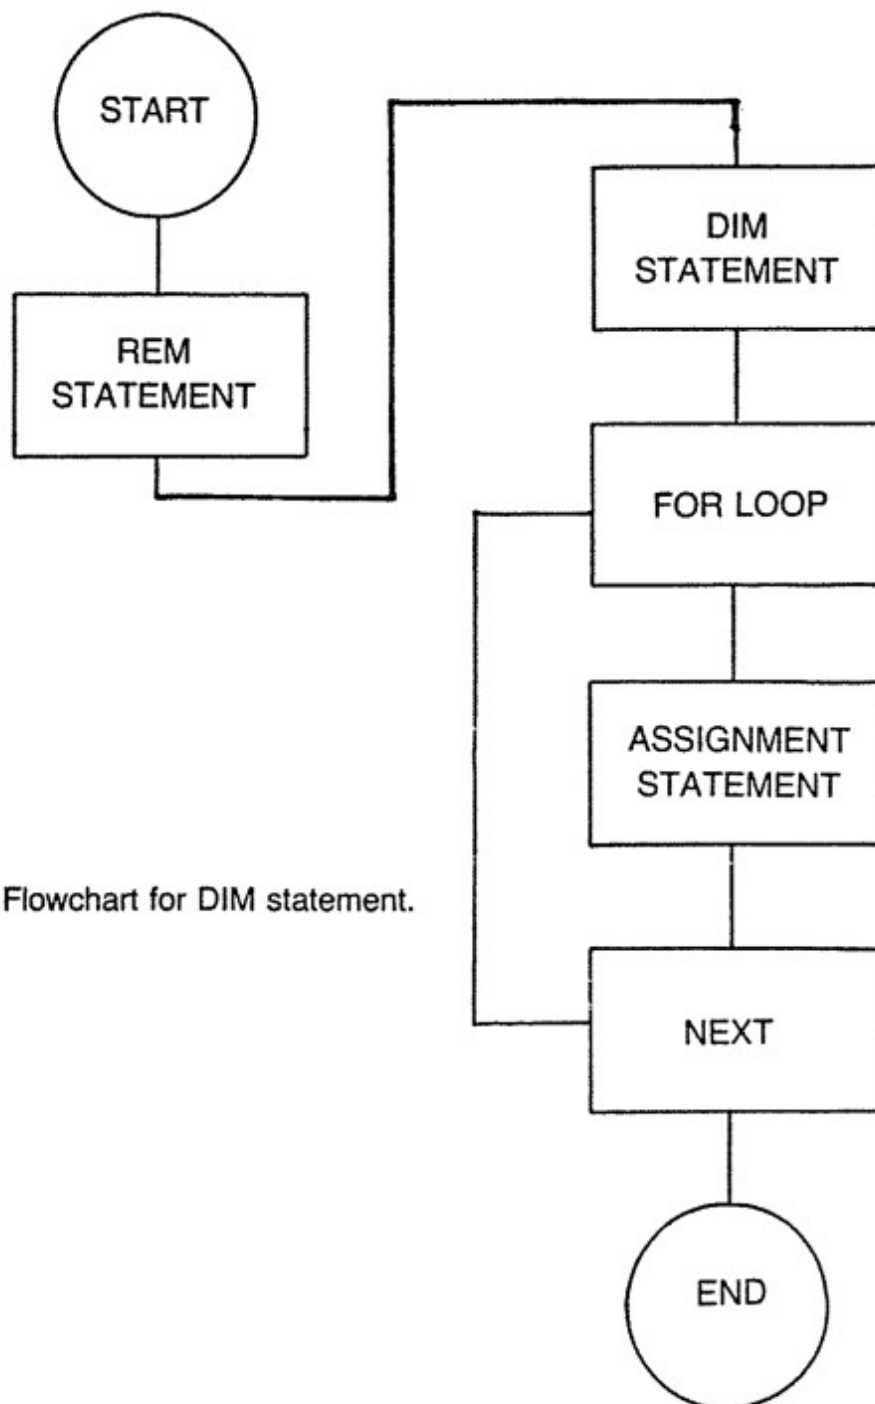 START
REM
STATEMENT
DIM
STATEMENT
FOR LOOP
ASSIGNMENT
STATEMENT
NEXT
END
Flowchart for DIM statement.